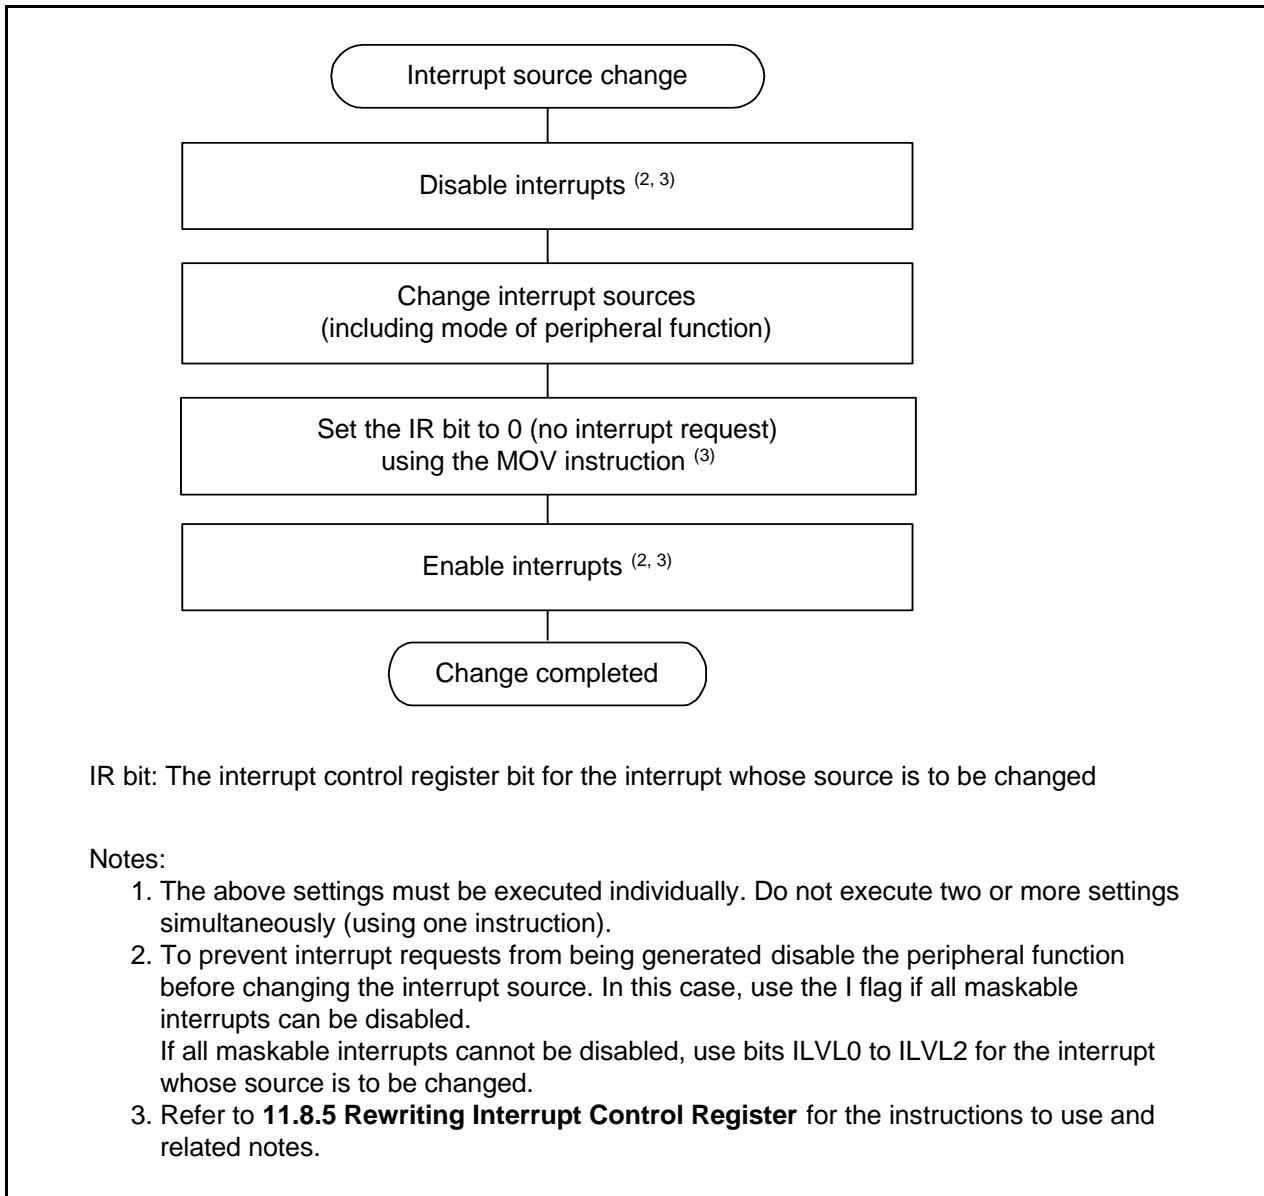 Interrupt source change
Disable interrupts (2, 3)
Change interrupt sources
(including mode of peripheral function)
Set the IR bit to 0 (no interrupt request)
using the MOV instruction (3)
Enable interrupts (2, 3)
Change completed
IR bit: The interrupt control register bit for the interrupt whose source is to be changed
Notes:
1. The above settings must be executed individually. Do not execute two or more settings
simultaneously (using one instruction).
2. To prevent interrupt requests from being generated disable the peripheral function
before changing the interrupt source. In this case, use the I flag if all maskable
interrupts can be disabled.
If all maskable interrupts cannot be disabled, use bits ILVL0 to ILVL2 for the interrupt
whose source is to be changed.
3. Refer to 11.8.5 Rewriting Interrupt Control Register for the instructions to use and
related notes.